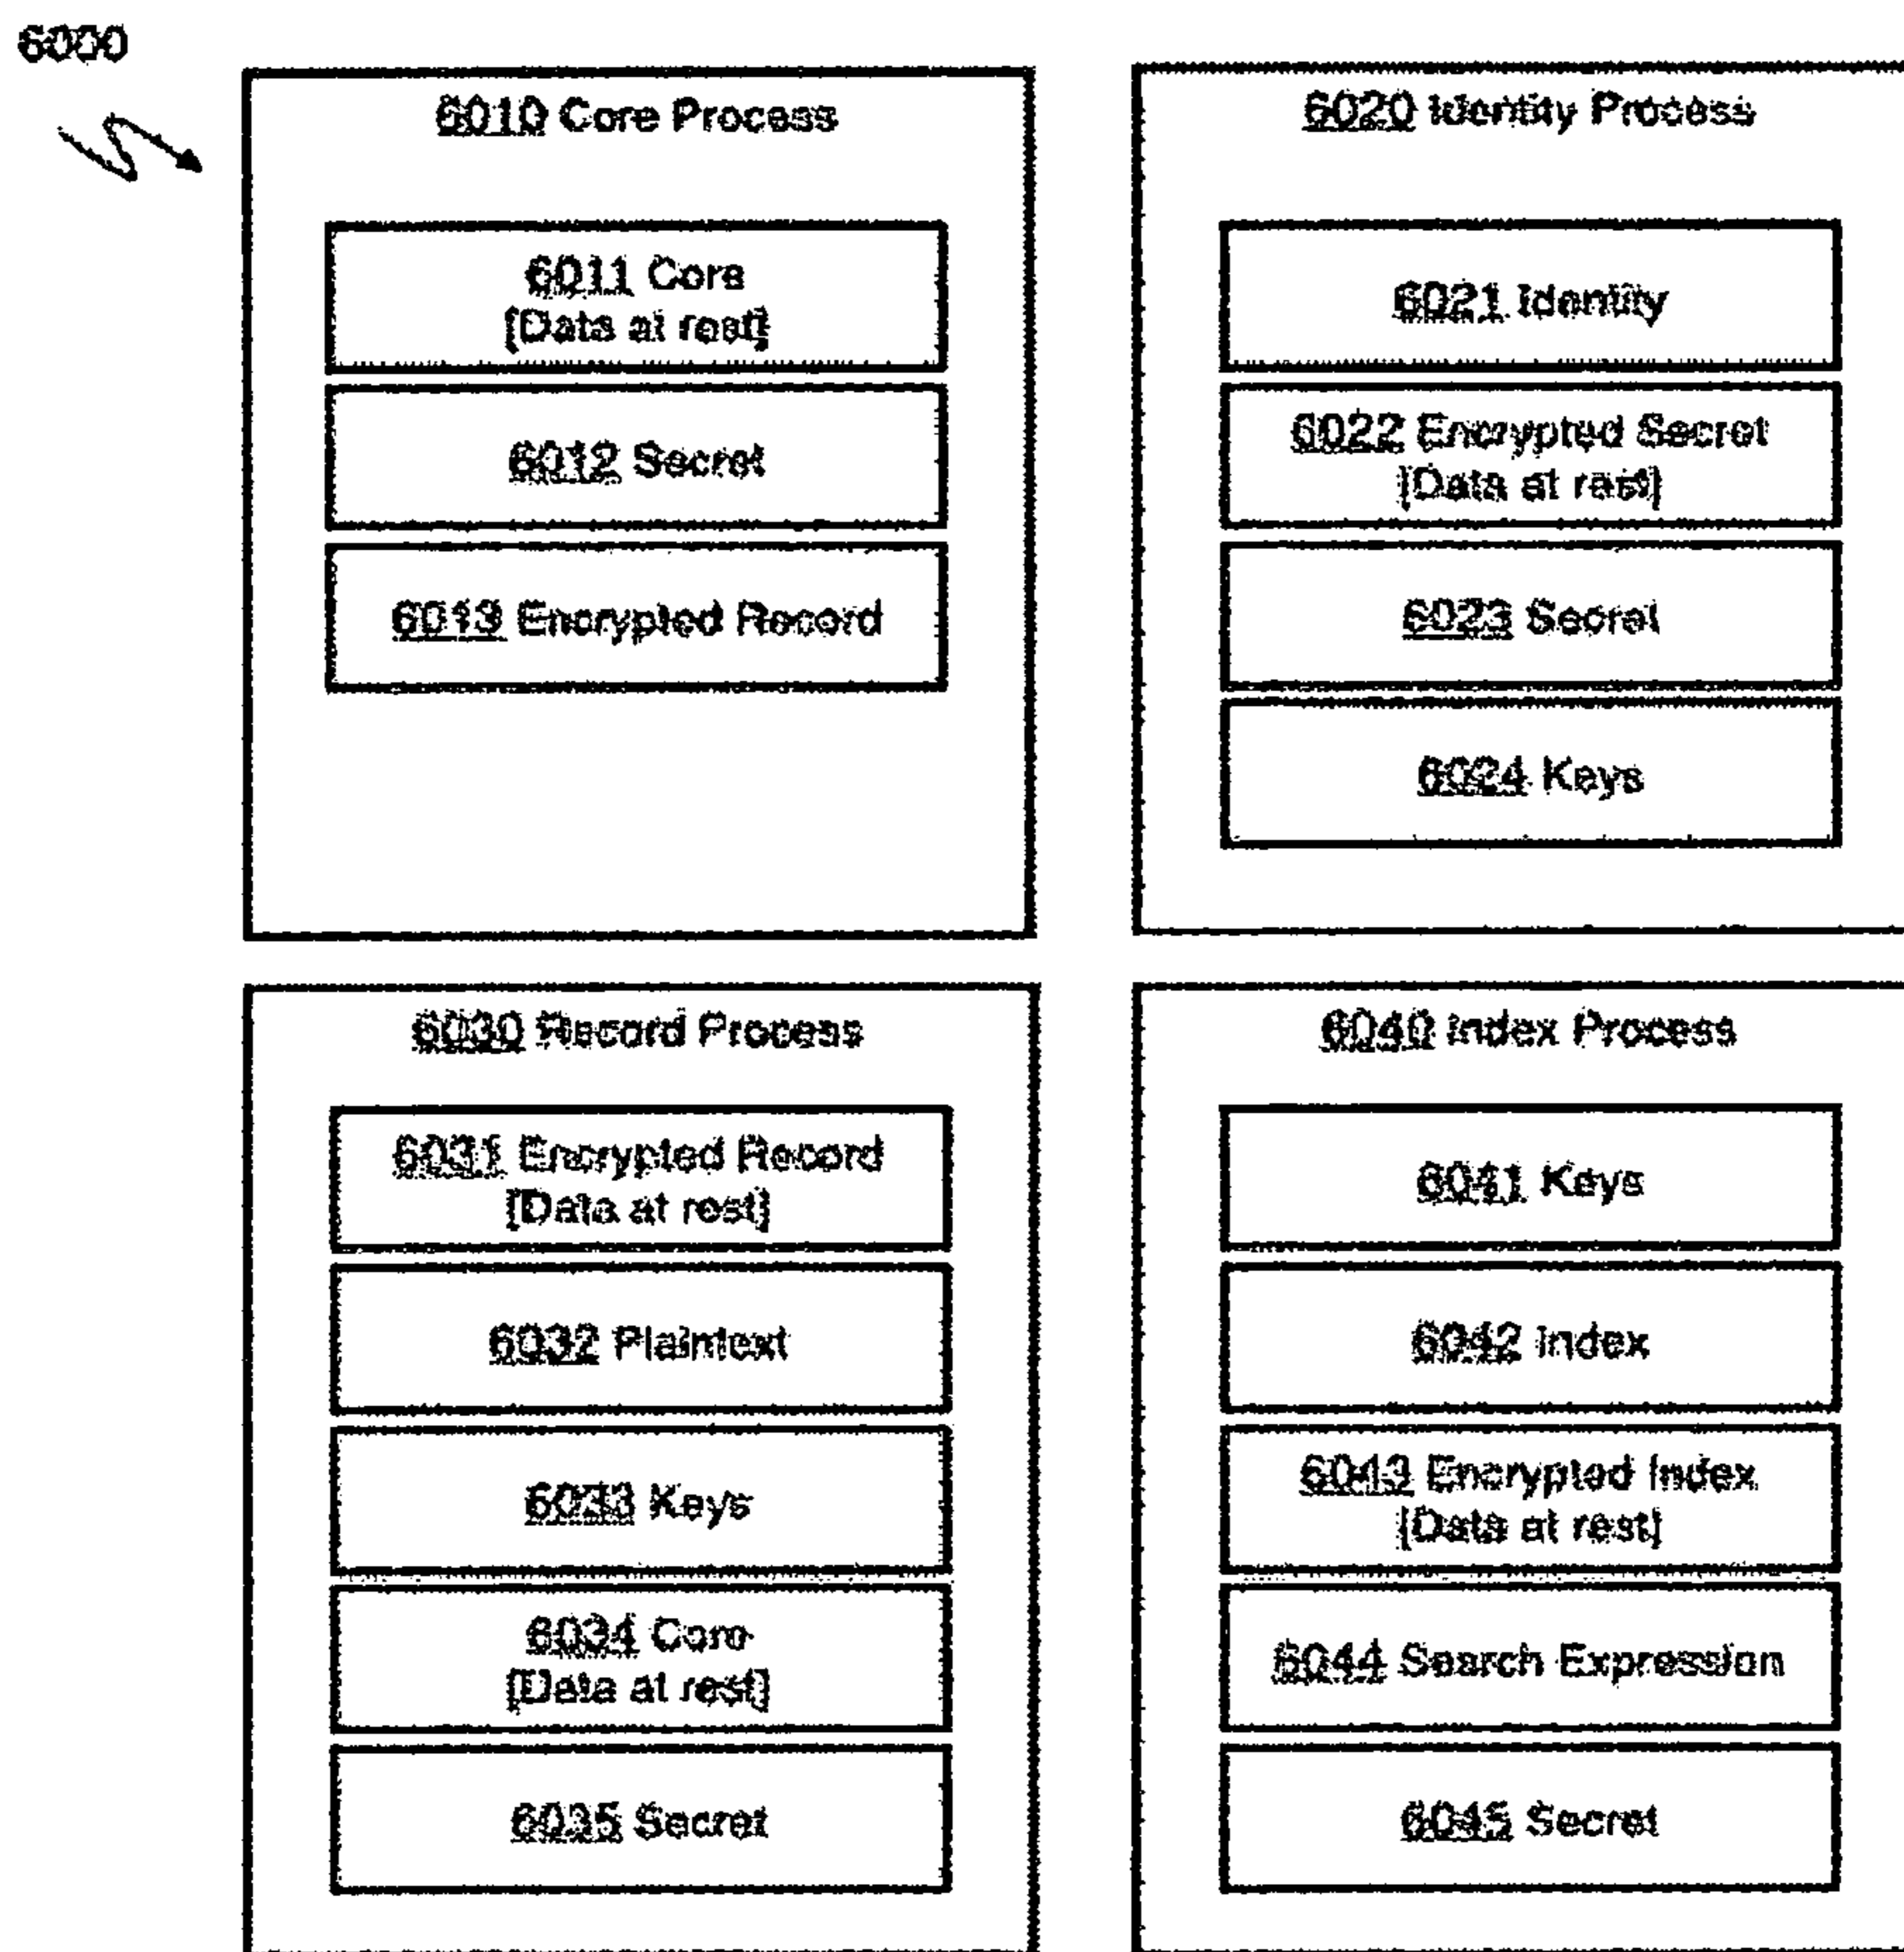 6000
6010 Core Process
6011 Core
[Data at rest]
6012 Secret
6013 Encrypted Record
6020 Identity Process
6021 Identity
6022 Encrypted Secret
[Data at rest]
6023 Secret
6024 Keys
6030 Record Process
6031 Encrypted Record
[Data at rest]
6032 Plaintext
6033 Keys
6034 Core
[Data at rest]
6035 Secret
6040 Index Process
6041 Keys
6042 Index
6043 Encrypted Index
[Data at rest]
6044 Search Expression
6045 Secret